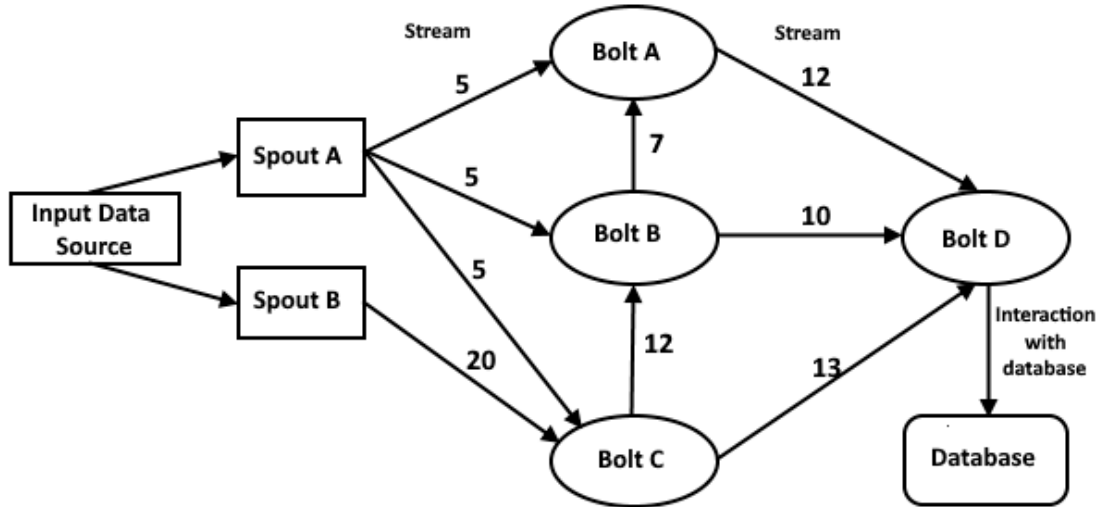 Stream
Bolt A
Stream
5
12
Spout A
7
5
Input Data
Source
Bolt B
10
Bolt D
5
Spout B
Interaction
with
database
20
12
13
Bolt C
Database